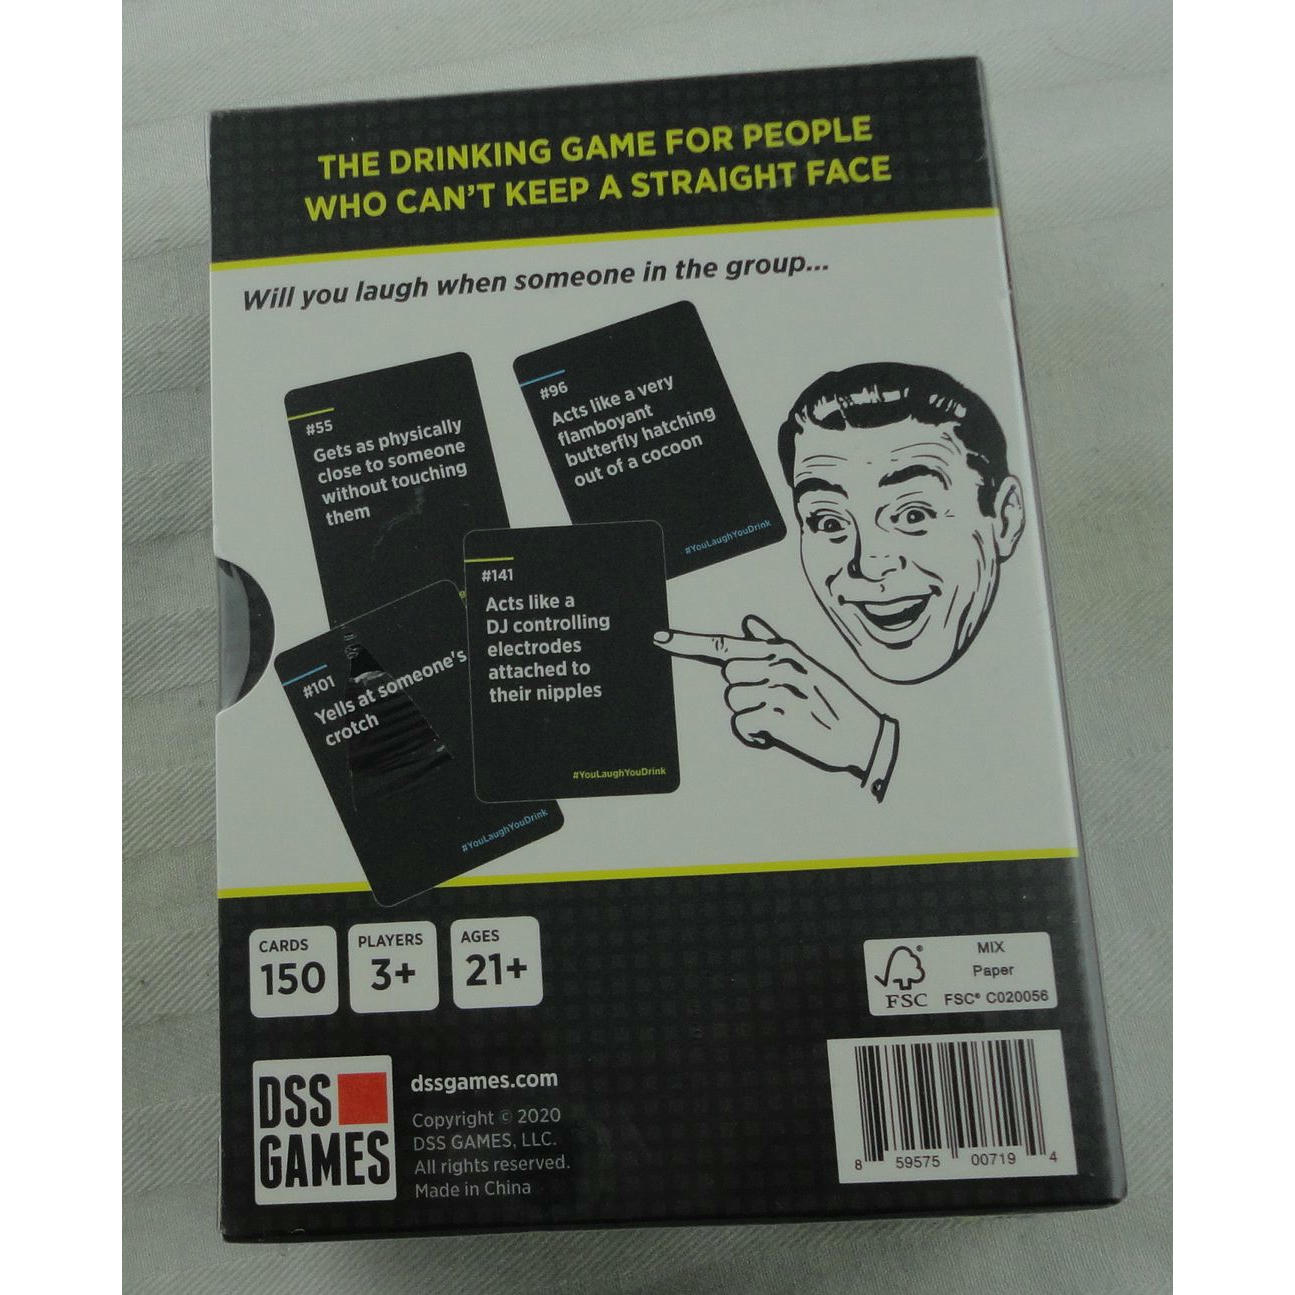 THE DRINKING GAME FOR PEOPLE
WHO CAN'T KEEP A STRAIGHT FACE
Will you laugh when someone in the group...
#55
Gets as physically
close to someone
without touching
them
#96
Acts like a very
flamboyant
butterfly hatching
out of a cocoon
#YouLaughYouDrink
#101
Yells at someone's
crotch
#YouLaughYouDrink
#141
Acts like a
DJ controlling
electrodes
attached to
their nipples
#YouLaughYouDrink
CARDS
150
PLAYERS
3+
AGES
21+
FSC
MIX
Paper
FSC® C020056
DSS
GAMES
dssgames.com
Copyright © 2020
DSS GAMES, LLC.
All rights reserved.
Made in China
8 59575 00719 4